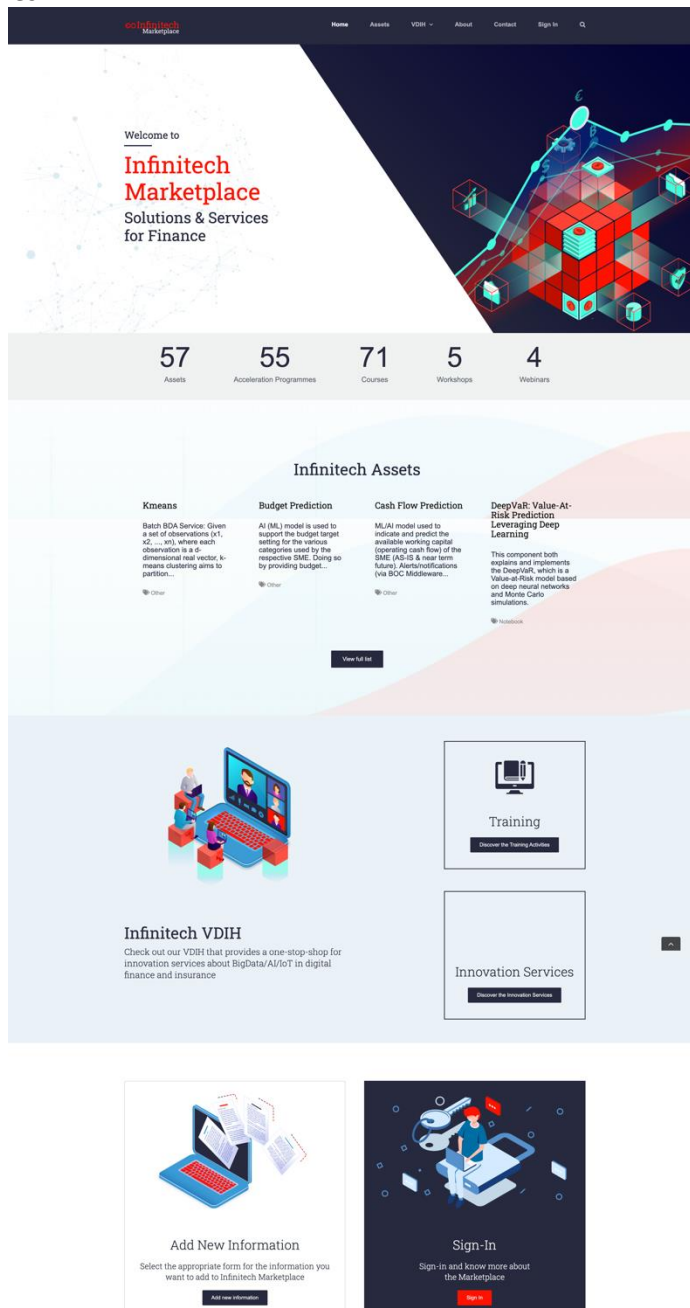 ∞Infinitech
Marketplace
Home Assets VDIH About Contact Sign In
Welcome to
Infinitech
Marketplace
Solutions & Services
for Finance
€
B
S
57 55 71 5 4
Assets Acceleration Programmes Courses Workshops Webinars
Infinitech Assets
Kmeans
Batch BDA Service: Given
a set of observations (x1,
x2, ..., xn), where each
observation is a d-
dimensional real vector, k-
means clustering aims to
partition...
Other
Budget Prediction
AI (ML) model is used to
support the budget target
setting for the various
categories used by the
respective SME. Doing so
by providing budget...
Other
Cash Flow Prediction
ML/AI model used to
indicate and predict the
available working capital
(operating cash flow) of the
SME (AS-IS & near term
future). Alerts/notifications
(via BOC Middleware...
Other
DeepVaR: Value-At-
Risk Prediction
Leveraging Deep
Learning
This component both
explains and implements
the DeepVaR, which is a
Value-at-Risk model based
on deep neural networks
and Monte Carlo
simulations.
Notebook
View full list
Infinitech VDIH
Check out our VDIH that provides a one-stop-shop for
innovation services about BigData/AI/IoT in digital
finance and insurance
Training
Discover the Training Activities
Innovation Services
Discover the Innovation Services
Add New Information
Select the appropriate form for the information you
want to add to Infinitech Marketplace
Add new information
Sign-In
Sign-in and know more about
the Marketplace
Sign In